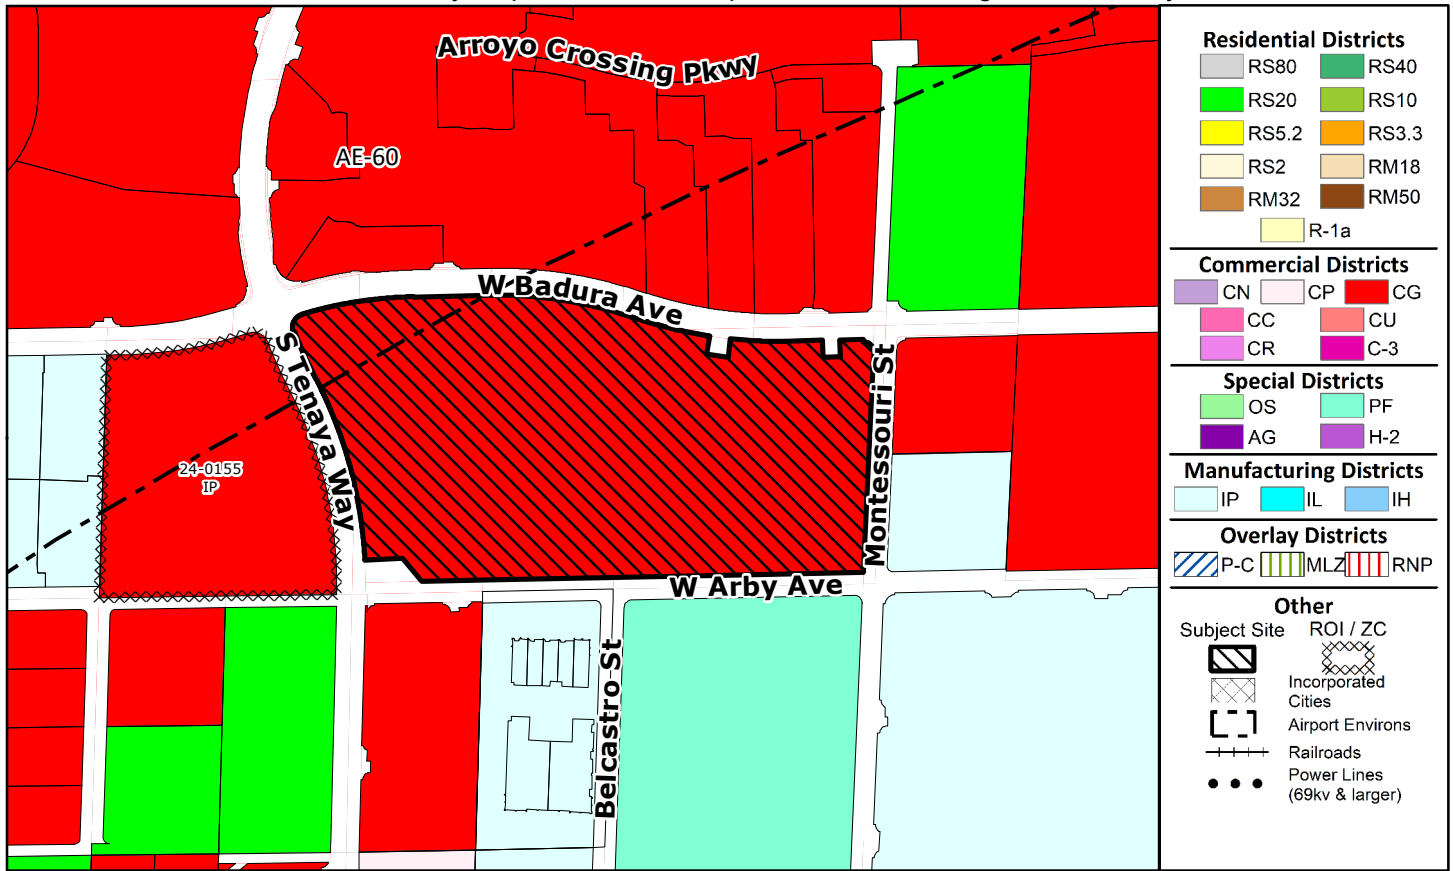 Arroyo Crossing Pkwy
AE-60
W Badura Ave
S Tenaya Way
Montessouri St
24-0155
IP
W Arby Ave
Belcastro St
Residential Districts
RS80 RS40
RS20 RS10
RS5.2 RS3.3
RS2 RM18
RM32 RM50
R-1a
Commercial Districts
CN CP CG
CC CU
CR C-3
Special Districts
OS PF
AG H-2
Manufacturing Districts
IP IL IH
Overlay Districts
P-C MLZ RNP
Other
Subject Site ROI / ZC
Incorporated
Cities
Airport Environs
Railroads
Power Lines
(69kv & larger)